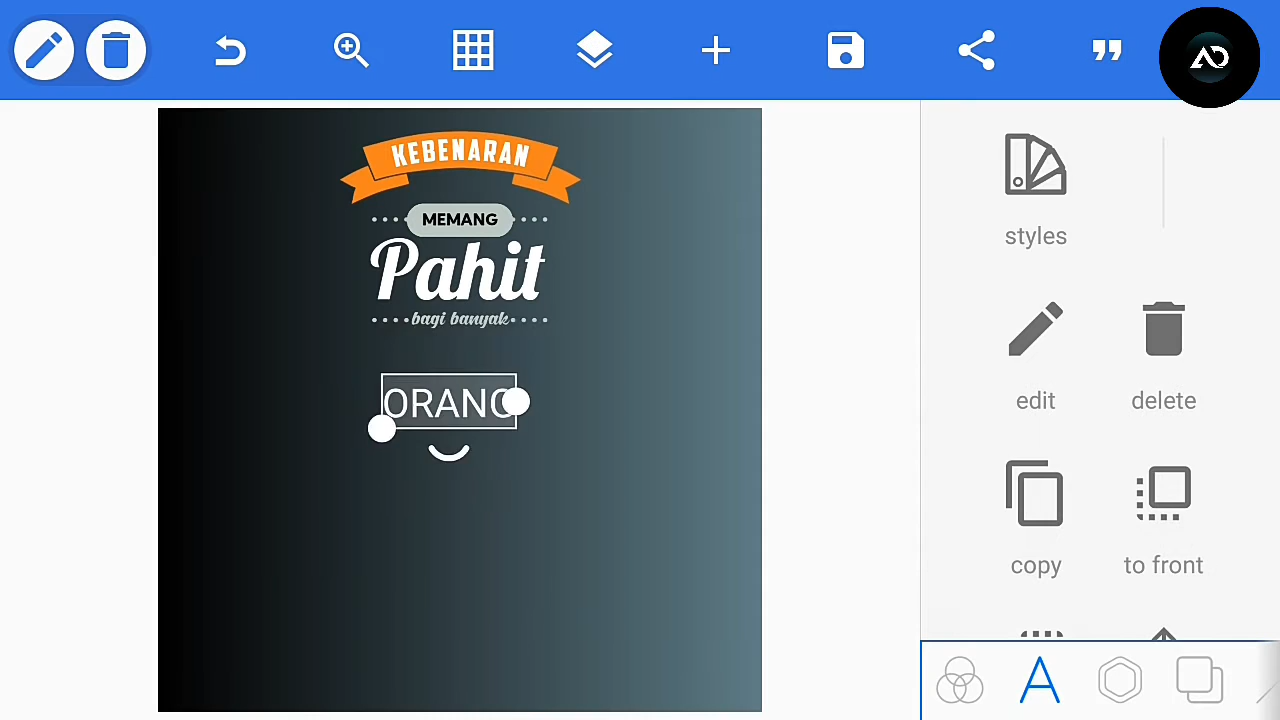 KEBENARAN
MEMANG
Pahit
bagi banyak
ORANG
styles
edit
delete
copy
to front